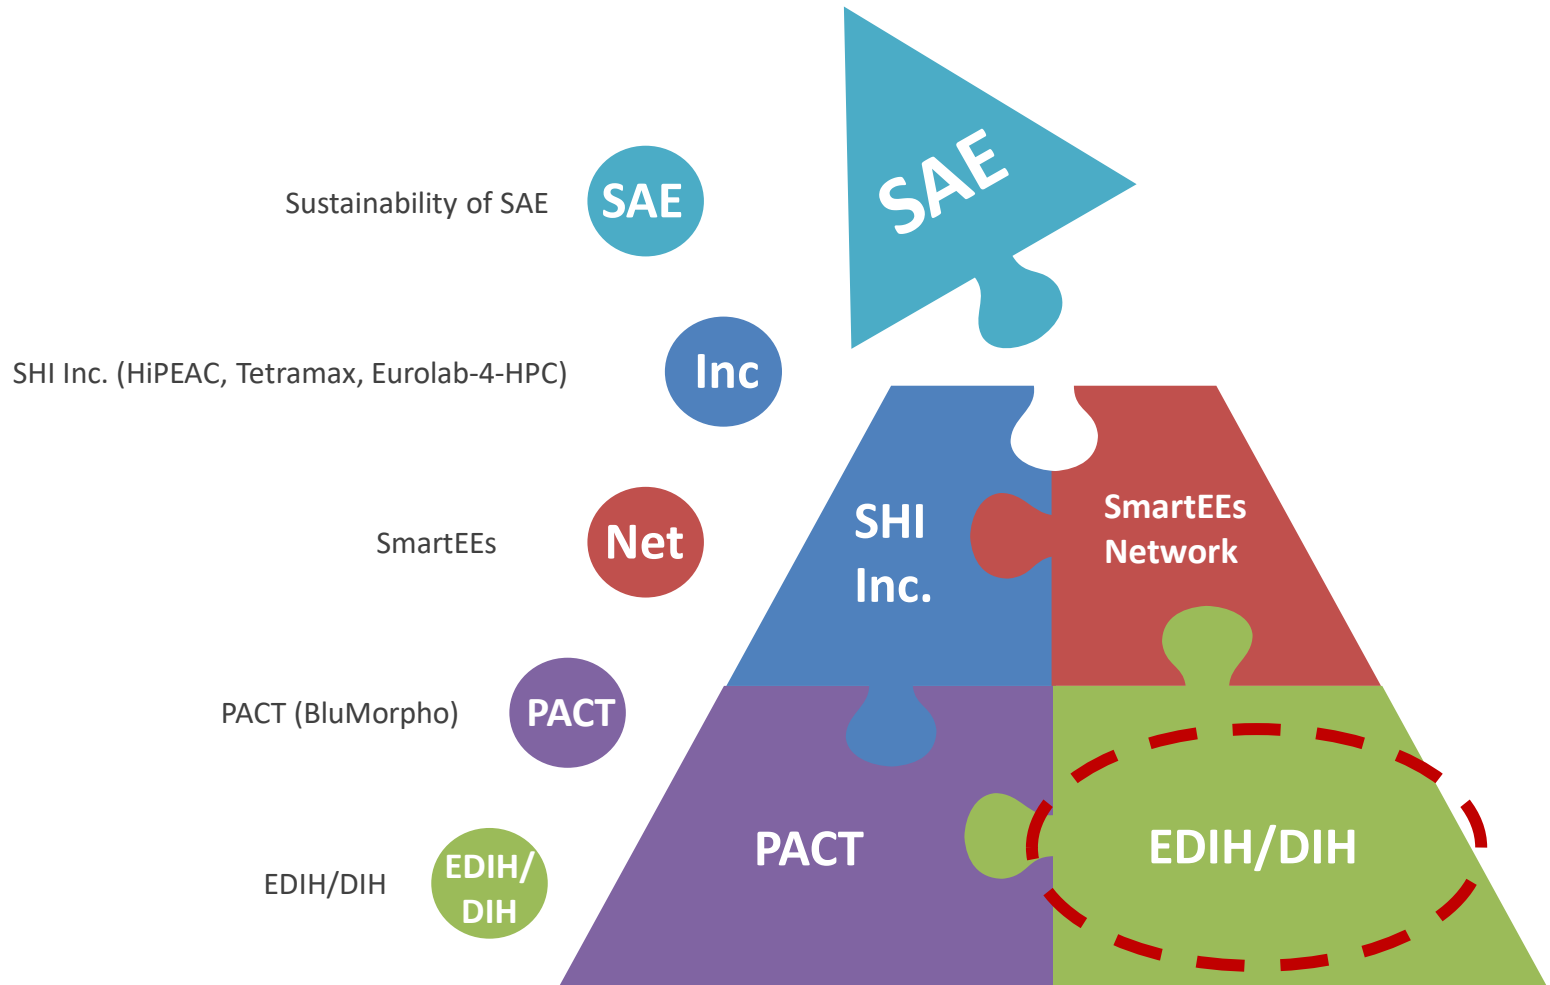 SAE
Sustainability of SAE
SAE
SHI Inc. (HiPEAC, Tetramax, Eurolab-4-HPC)
Inc
SmartEEs
Net
SHI
Inc.
SmartEEs
Network
PACT (BluMorpho)
PACT
EDIH/DIH
EDIH/
DIH
PACT
EDIH/DIH